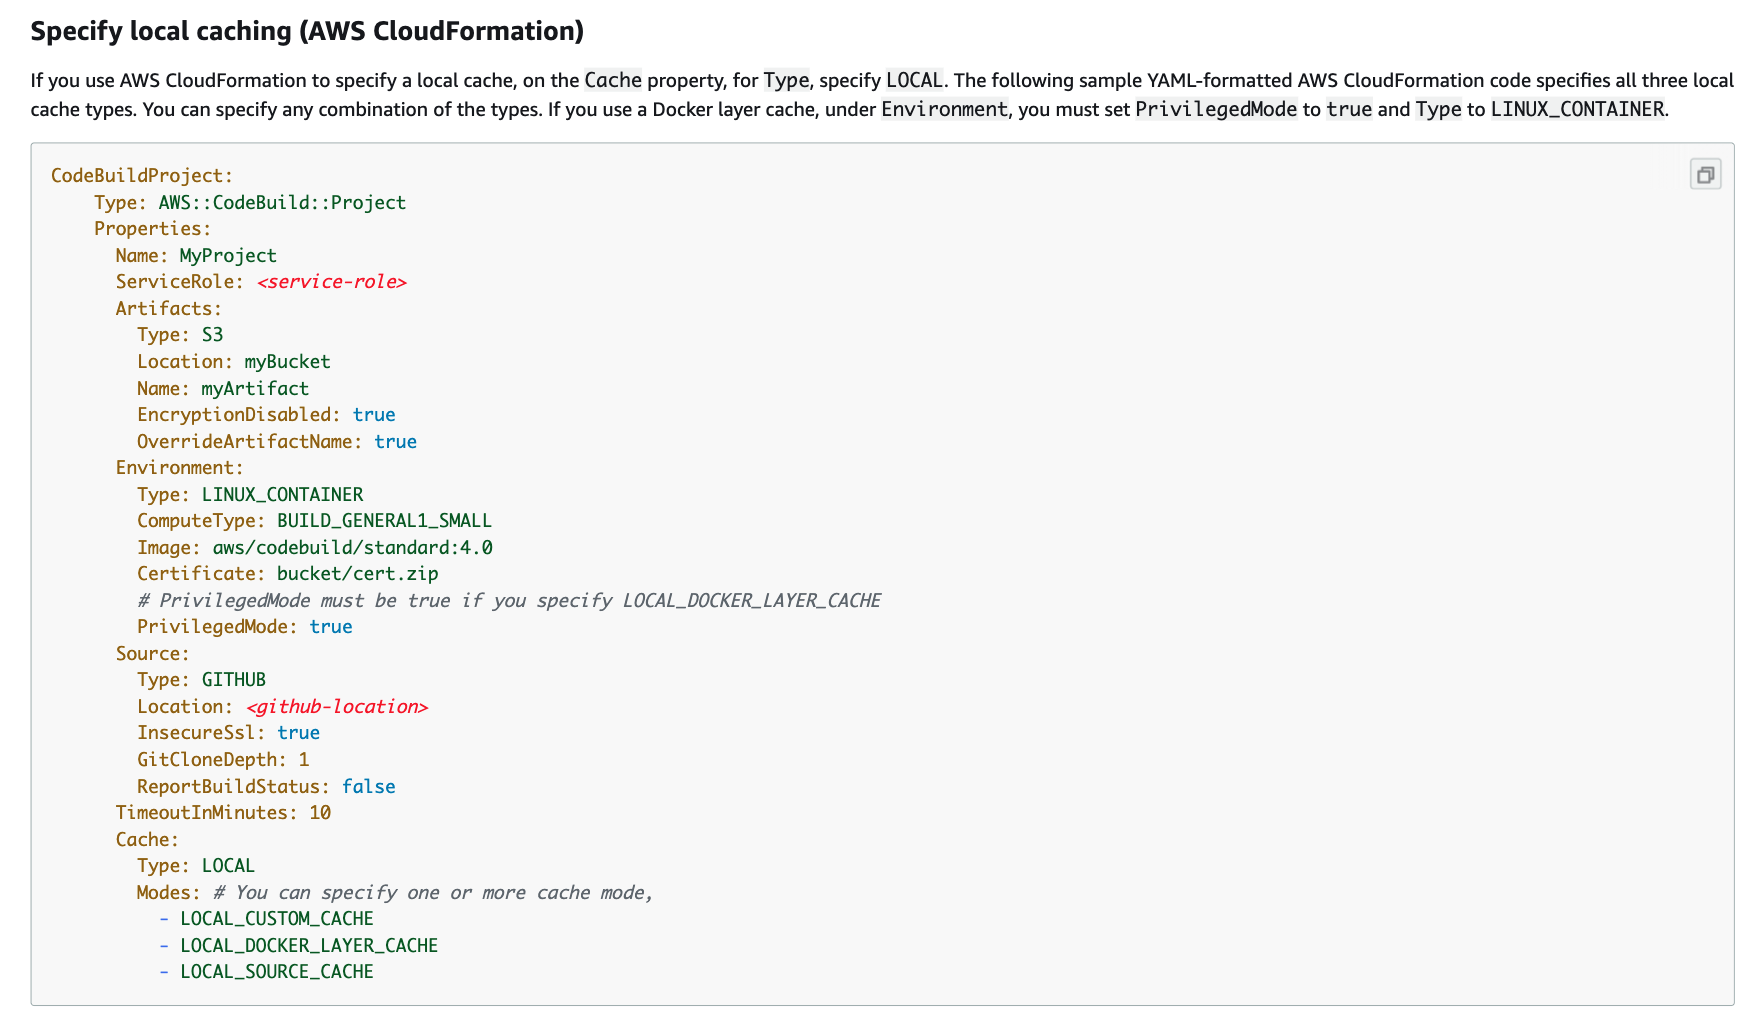 Specify local caching (AWS CloudFormation)
If you use AWS CloudFormation to specify a local cache, on the Cache property, for Type, specify LOCAL. The following sample YAML-formatted AWS CloudFormation code specifies all three local
cache types. You can specify any combination of the types. If you use a Docker layer cache, under Environment, you must set PrivilegedMode to true and Type to LINUX_CONTAINER.
CodeBuildProject:
    Type: AWS::CodeBuild::Project
    Properties:
      Name: MyProject
      ServiceRole: <service-role>
      Artifacts:
        Type: S3
        Location: myBucket
        Name: myArtifact
        EncryptionDisabled: true
        OverrideArtifactName: true
      Environment:
        Type: LINUX_CONTAINER
        ComputeType: BUILD_GENERAL1_SMALL
        Image: aws/codebuild/standard:4.0
        Certificate: bucket/cert.zip
        # PrivilegedMode must be true if you specify LOCAL_DOCKER_LAYER_CACHE
        PrivilegedMode: true
      Source:
        Type: GITHUB
        Location: <github-location>
        InsecureSsl: true
        GitCloneDepth: 1
        ReportBuildStatus: false
      TimeoutInMinutes: 10
      Cache:
        Type: LOCAL
        Modes: # You can specify one or more cache mode,
          - LOCAL_CUSTOM_CACHE
          - LOCAL_DOCKER_LAYER_CACHE
          - LOCAL_SOURCE_CACHE